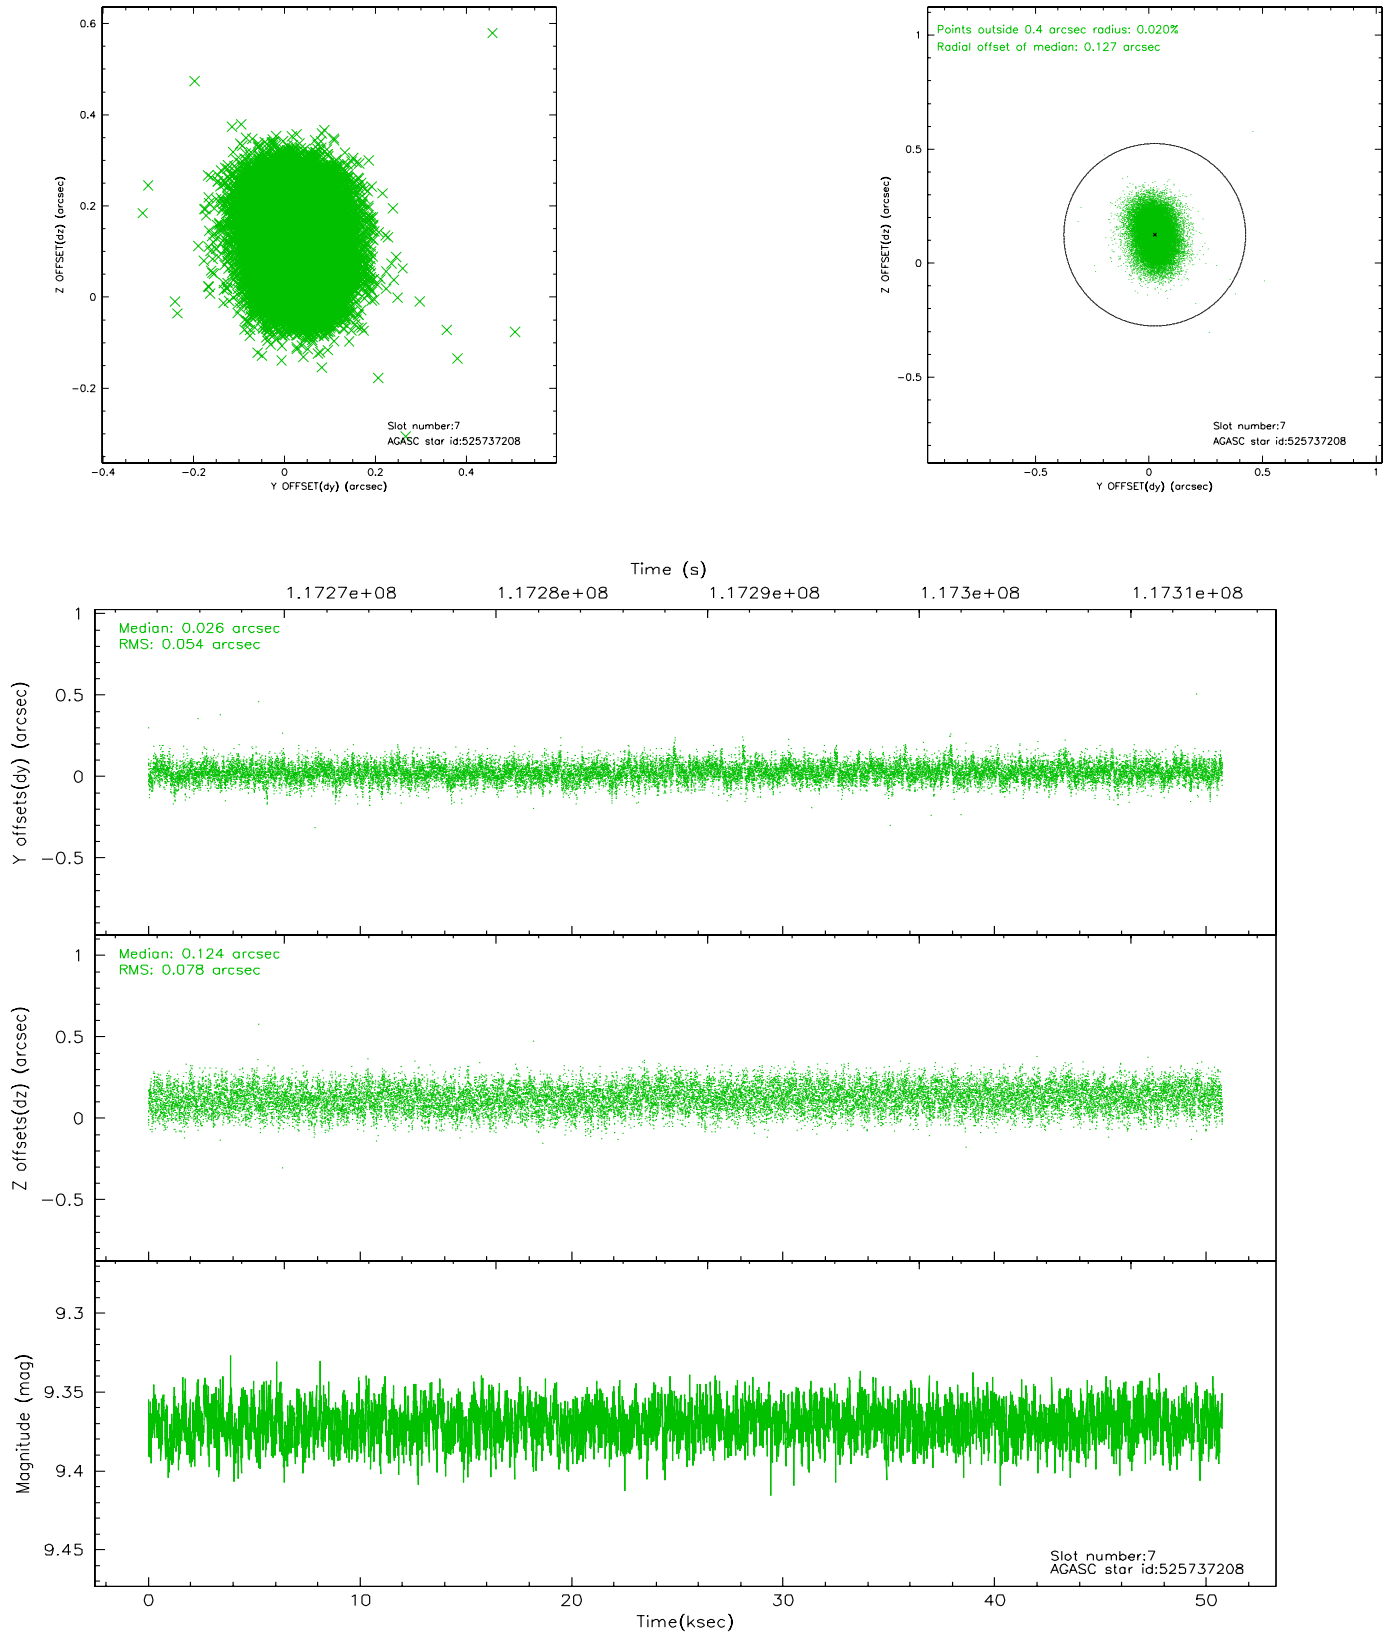 0.6
0.4
0.2
0
−0.2
Z OFFSET(dz) (arcsec)
−0.4
−0.2
0
0.2
0.4
Y OFFSET(dy) (arcsec)
Slot number:7
AGASC star id:525737208
Points outside 0.4 arcsec radius: 0.020%
Radial offset of median: 0.127 arcsec
1
0.5
0
−0.5
Z OFFSET(dz) (arcsec)
−0.5
0
0.5
1
Y OFFSET(dy) (arcsec)
Slot number:7
AGASC star id:525737208
Time (s)
1.1727e+08
1.1728e+08
1.1729e+08
1.173e+08
1.1731e+08
Median: 0.026 arcsec
RMS: 0.054 arcsec
1
0.5
0
−0.5
Y offsets(dy) (arcsec)
Median: 0.124 arcsec
RMS: 0.078 arcsec
1
0.5
0
−0.5
Z offsets(dz) (arcsec)
9.3
9.35
9.4
9.45
Magnitude (mag)
Slot number:7
AGASC star id:525737208
0
10
20
30
40
50
Time(ksec)